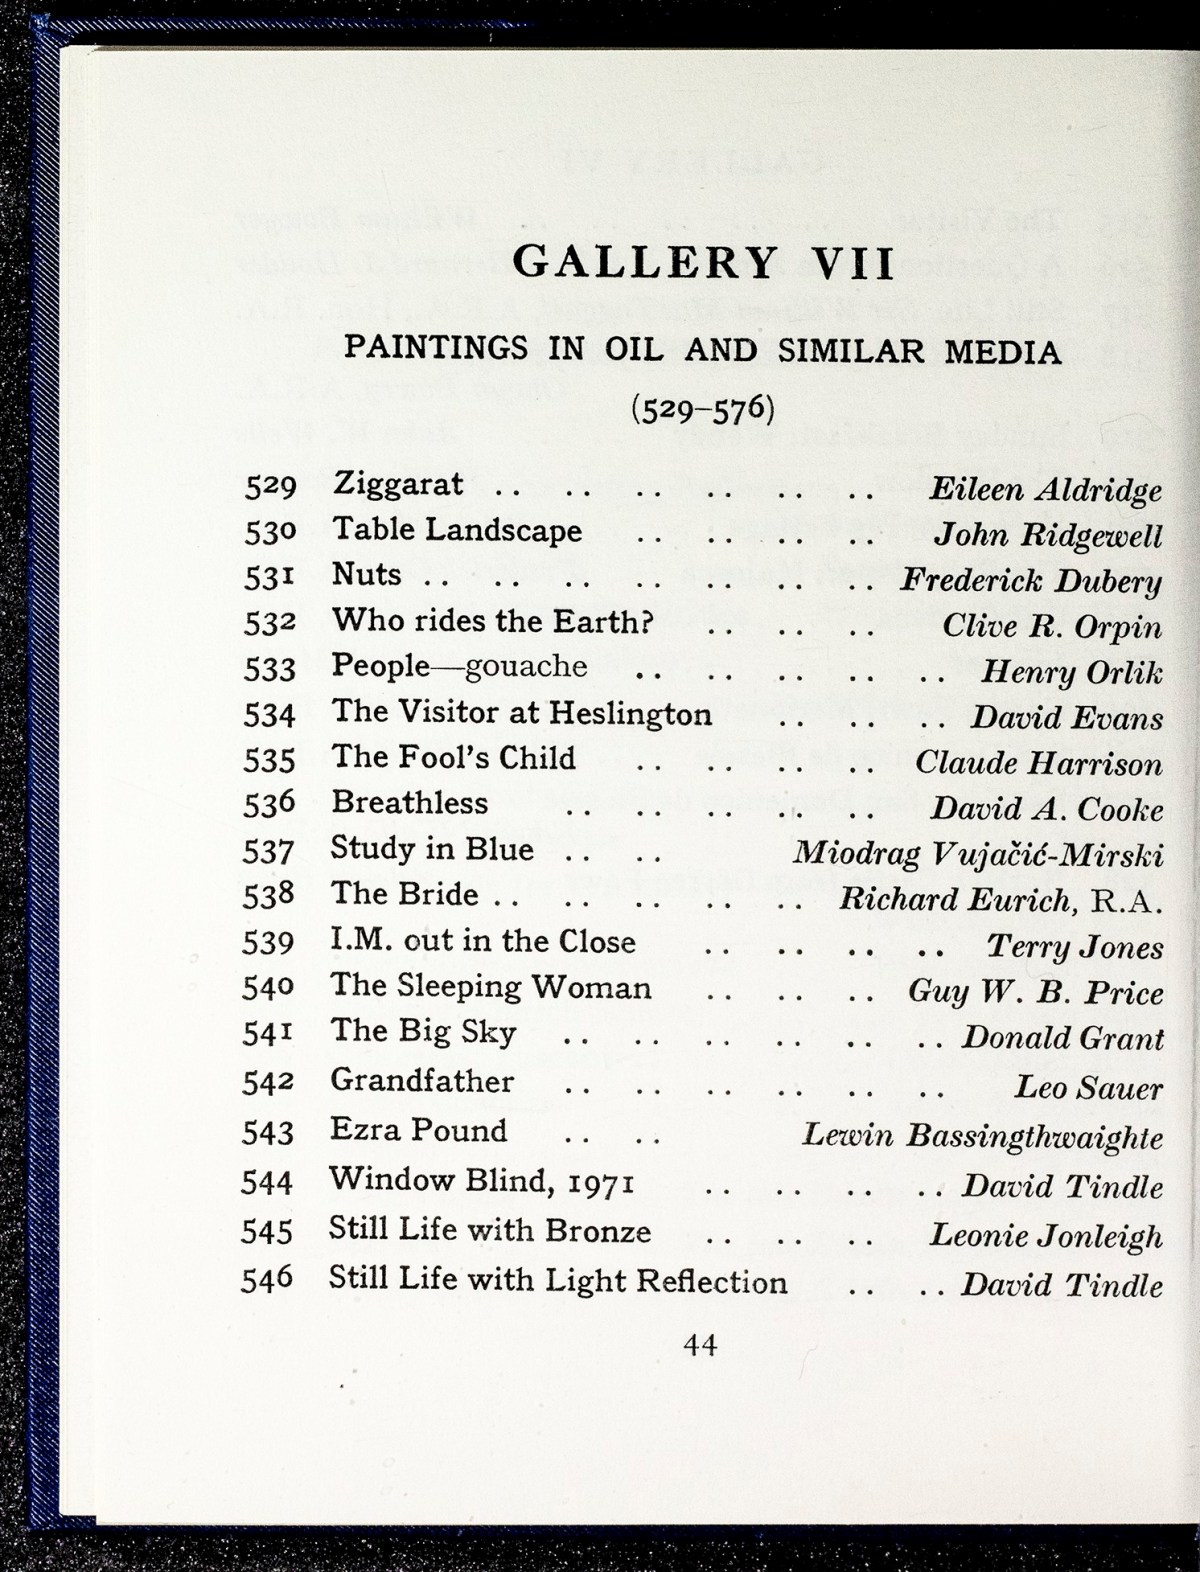 GALLERY VII
PAINTINGS IN OIL AND SIMILAR MEDIA
(529–576)
529 Ziggarat .. .. .. .. .. .. Eileen Aldridge
530 Table Landscape .. .. .. .. John Ridgewell
531 Nuts .. .. .. .. .. .. .. Frederick Dubery
532 Who rides the Earth? .. .. .. Clive R. Orpin
533 People—gouache .. .. .. .. .. Henry Orlik
534 The Visitor at Heslington .. .. .. David Evans
535 The Fool's Child .. .. .. .. Claude Harrison
536 Breathless .. .. .. .. .. David A. Cooke
537 Study in Blue .. .. Miodrag Vujačić-Mirski
538 The Bride .. .. .. .. .. Richard Eurich, R.A.
539 I.M. out in the Close .. .. .. .. Terry Jones
540 The Sleeping Woman .. .. .. Guy W. B. Price
541 The Big Sky .. .. .. .. .. .. Donald Grant
542 Grandfather .. .. .. .. .. .. Leo Sauer
543 Ezra Pound .. .. Lewin Bassingthwaighte
544 Window Blind, 1971 .. .. .. .. David Tindle
545 Still Life with Bronze .. .. .. Leonie Jonleigh
546 Still Life with Light Reflection .. .. David Tindle
44